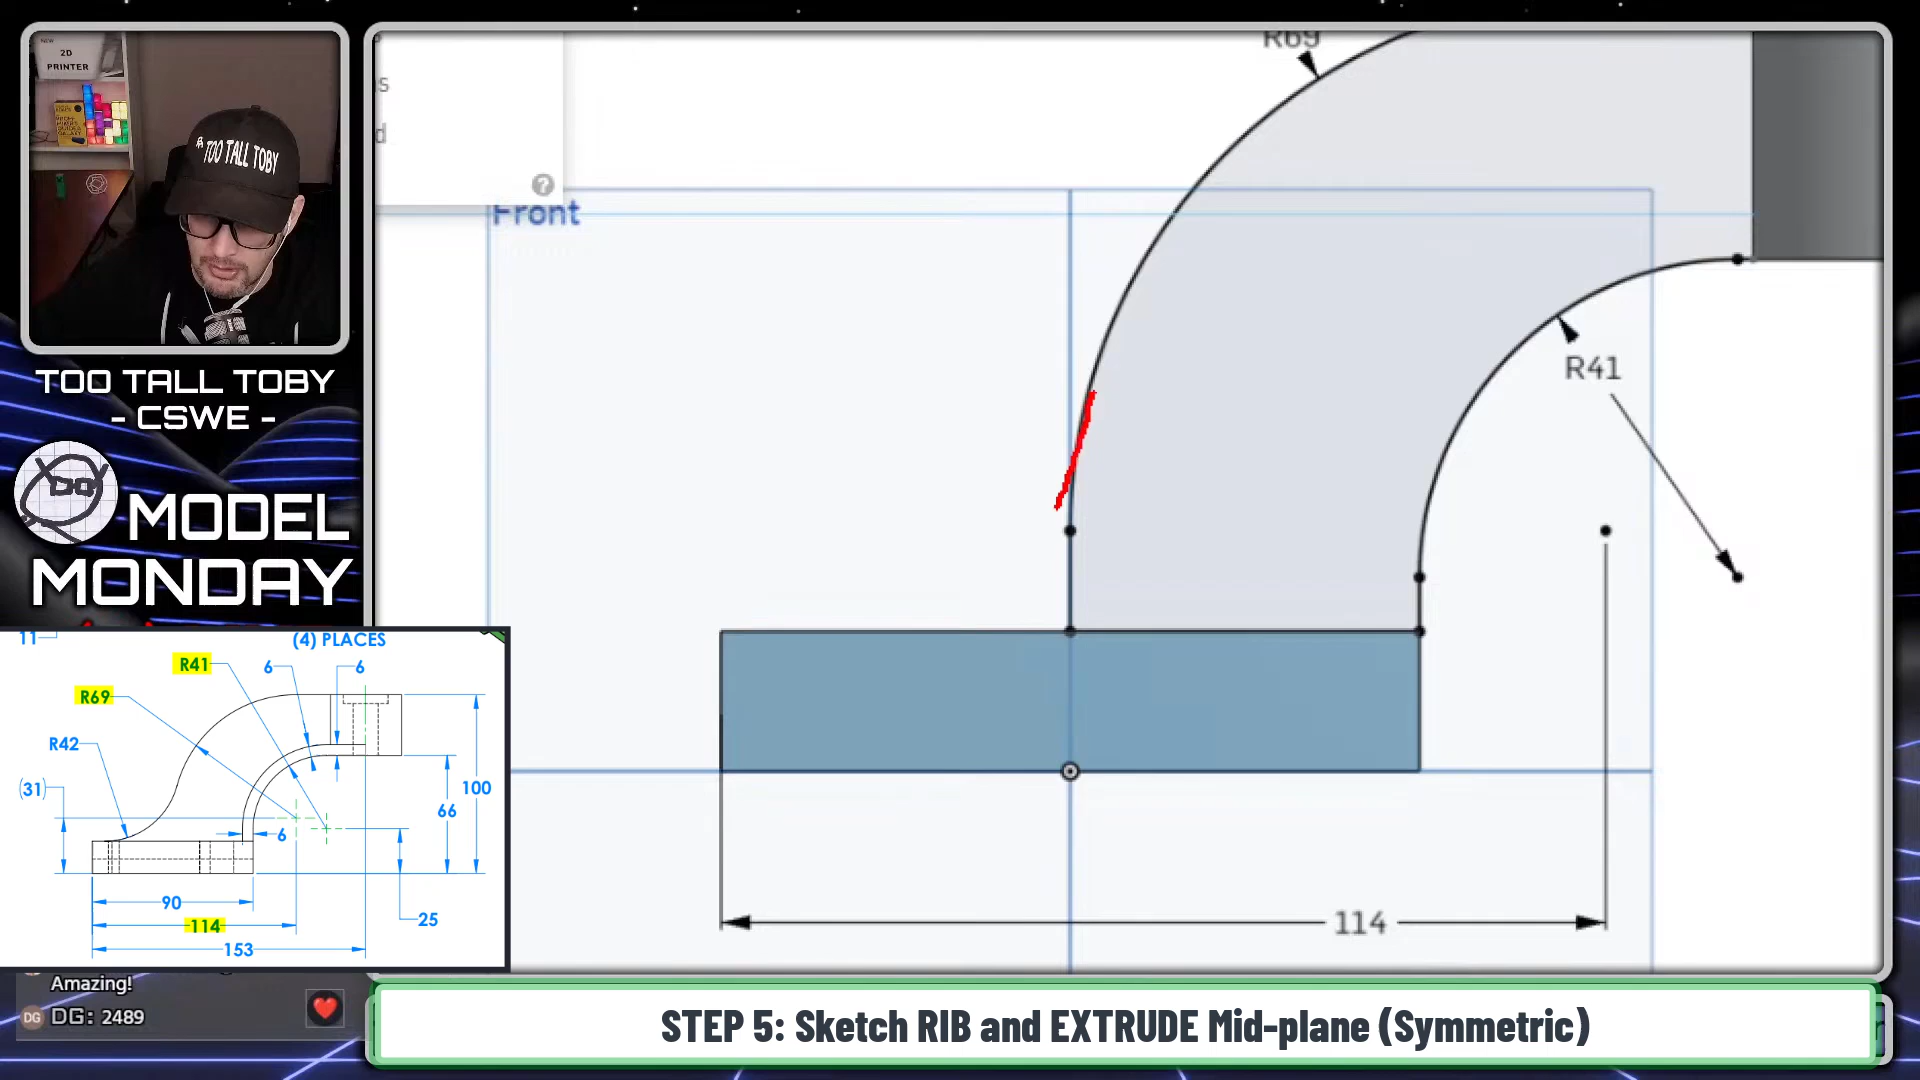 2D
PRINTER
TOO TALL TOBY
TOO TALL TOBY
- CSWE -
MODEL
MONDAY
s
d
Front
R69
R41
114
11
(4) PLACES
R41
6
6
R69
R42
(31)
100
66
6
90
114
25
153
Amazing!
DG DG: 2489
STEP 5: Sketch RIB and EXTRUDE Mid-plane (Symmetric)